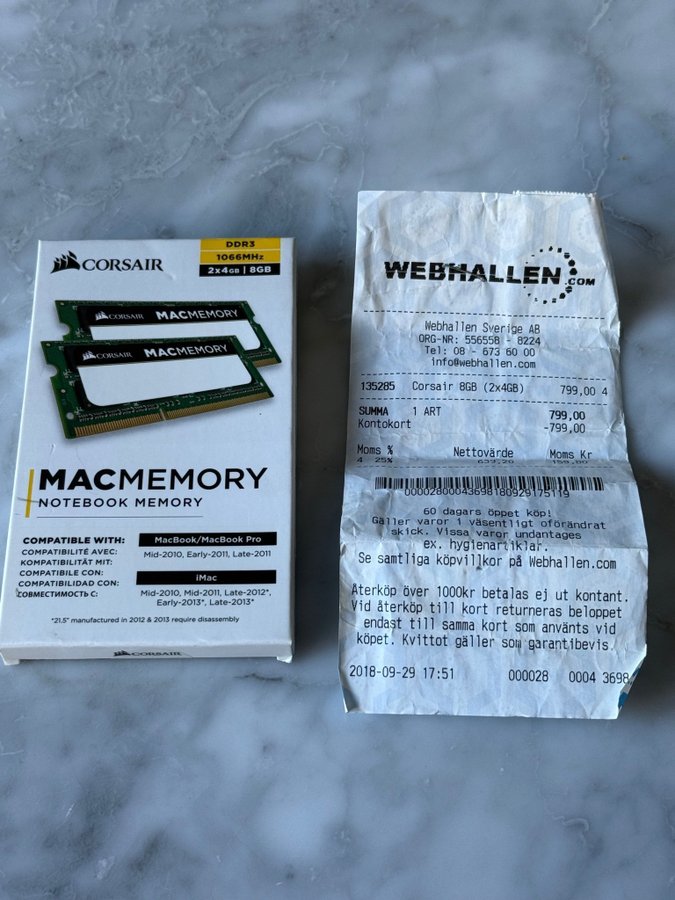 CORSAIR
DDR3
1066MHz
2x4GB | 8GB
CORSAIR MACMEMORY
CORSAIR MACMEMORY
MACMEMORY
NOTEBOOK MEMORY
COMPATIBLE WITH:
COMPATIBILITÉ AVEC:
KOMPATIBILITÄT MIT:
COMPATIBILE CON:
COMPATIBILIDAD CON:
СОВМЕСТИМОСТЬ С:
MacBook/MacBook Pro
Mid-2010, Early-2011, Late-2011
iMac
Mid-2010, Mid-2011, Late-2012*,
Early-2013*, Late-2013*
*21.5" manufactured in 2012 & 2013 require disassembly
CORSAIR
WEBHALLEN.COM
Webhallen Sverige AB
ORG-NR: 556558 - 8224
Tel: 08 - 673 60 00
info@webhallen.com
135285 Corsair 8GB (2x4GB) 799,00 4
SUMMA 1 ART 799,00
Kontokort -799,00
Moms % Nettovärde Moms Kr
4 25% 639,20 159,80
00002800043698180929175119
60 dagars öppet köp!
Gäller varor i väsentligt oförändrat
skick. Vissa varor undantages
ex. hygienartiklar.
Se samtliga köpvillkor på Webhallen.com
Återköp över 1000kr betalas ej ut kontant.
Vid återköp till kort returneras beloppet
endast till samma kort som använts vid
köpet. Kvittot gäller som garantibevis.
2018-09-29 17:51 000028 0004 3698